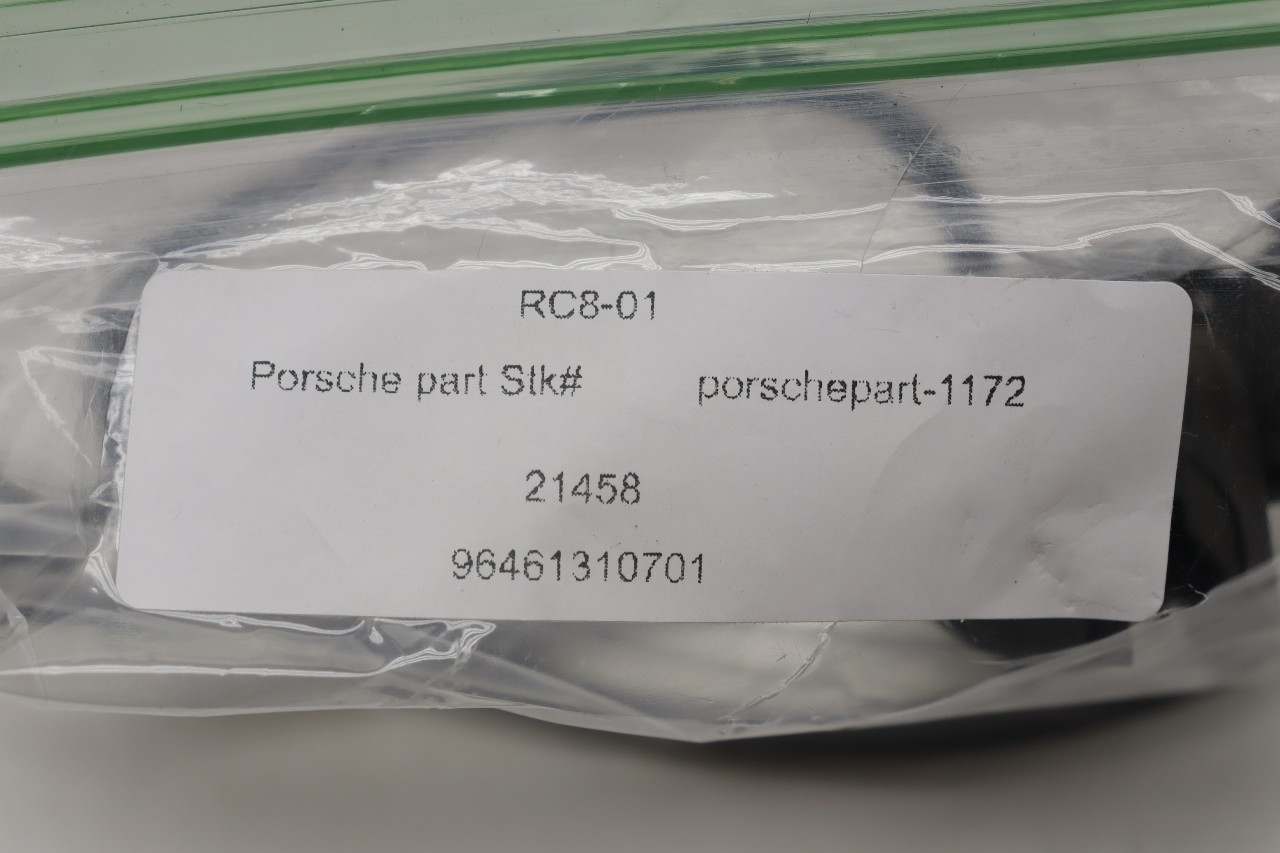 RC8-01
Porsche part Stk# porschepart-1172
21458
96461310701